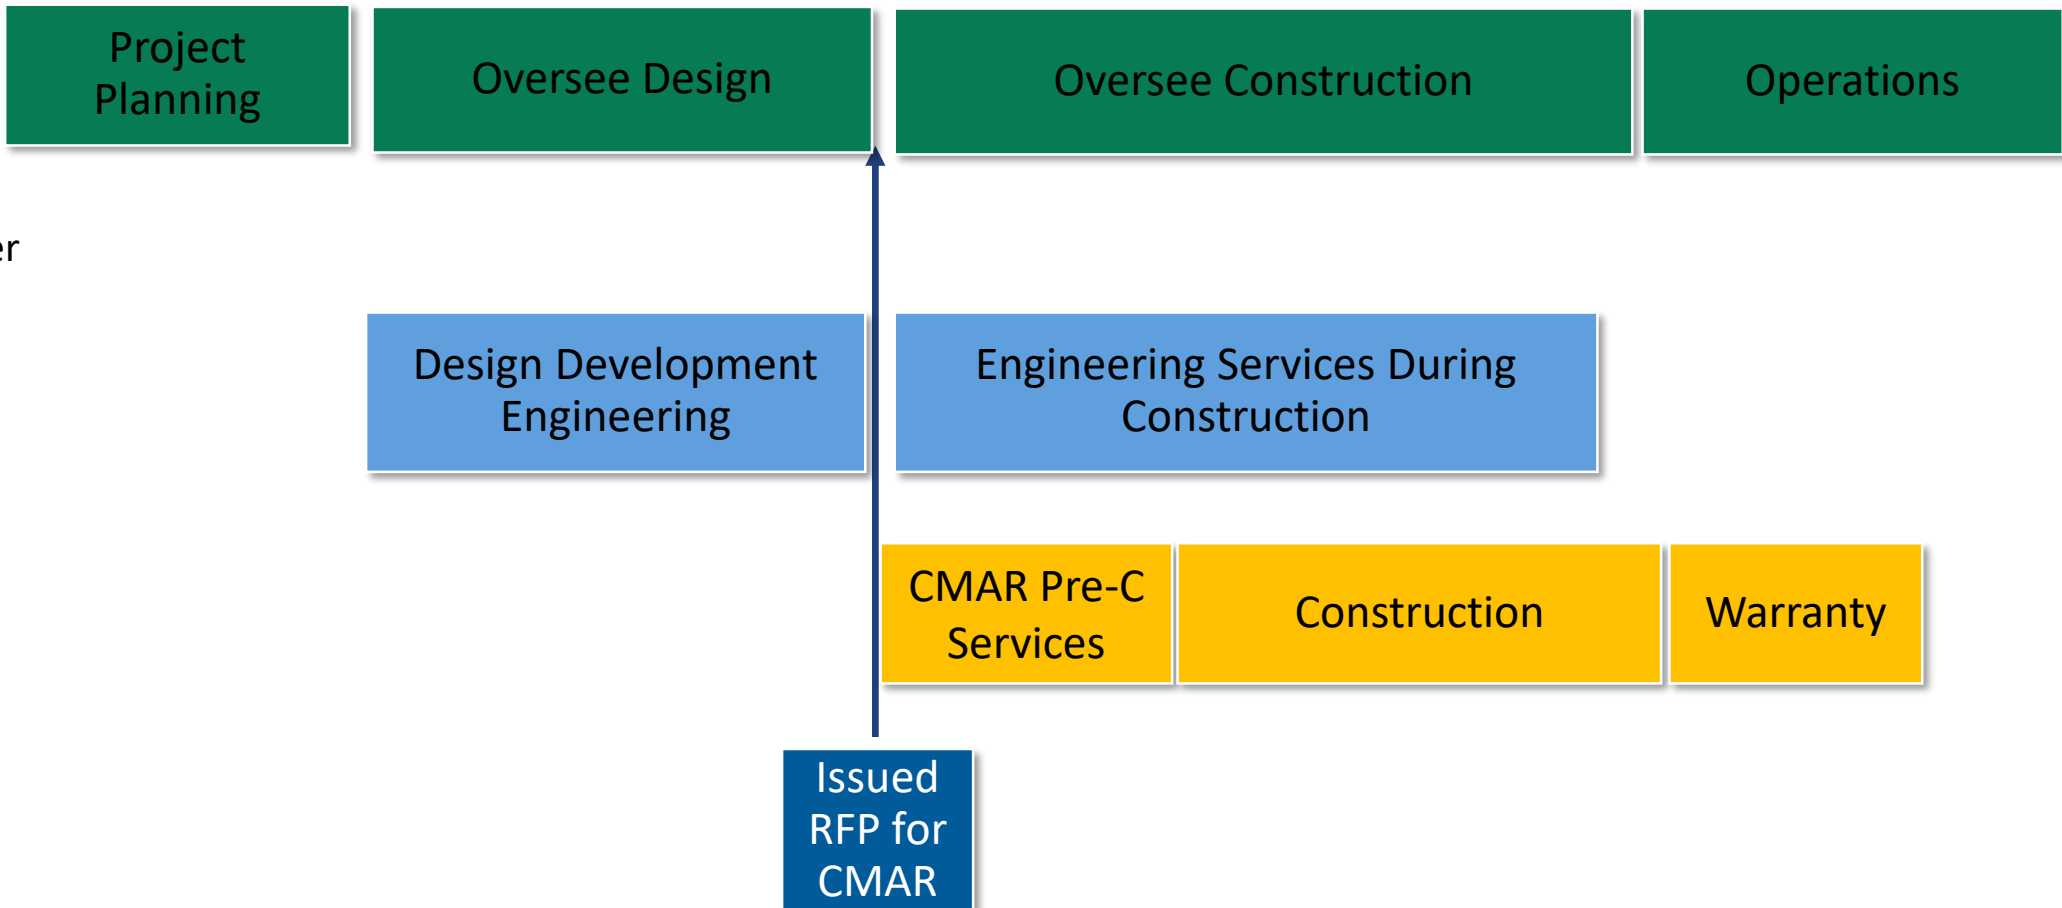 Project
Planning
Oversee Design
Oversee Construction
Operations
er
Design Development
Engineering
Engineering Services During
Construction
CMAR Pre-C
Services
Construction
Warranty
Issued
RFP for
CMAR